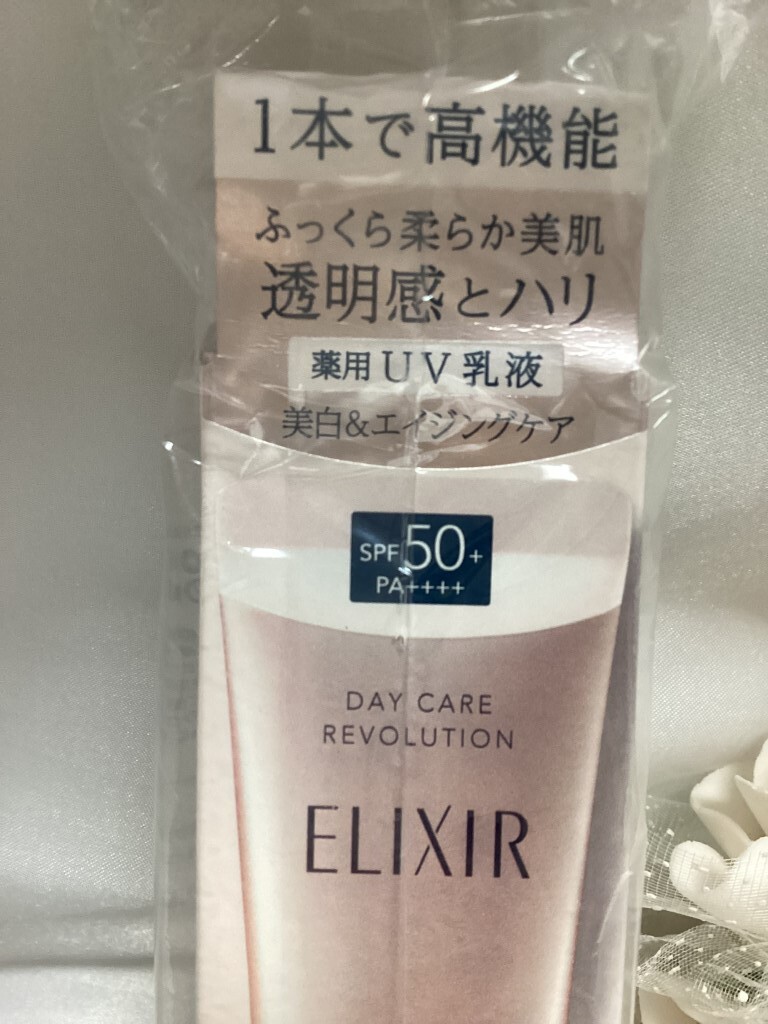 1本で高機能
ふっくら柔らか美肌
透明感とハリ
薬用UV乳液
美白&エイジングケア
SPF50+
PA++++
DAY CARE
REVOLUTION
ELIXIR